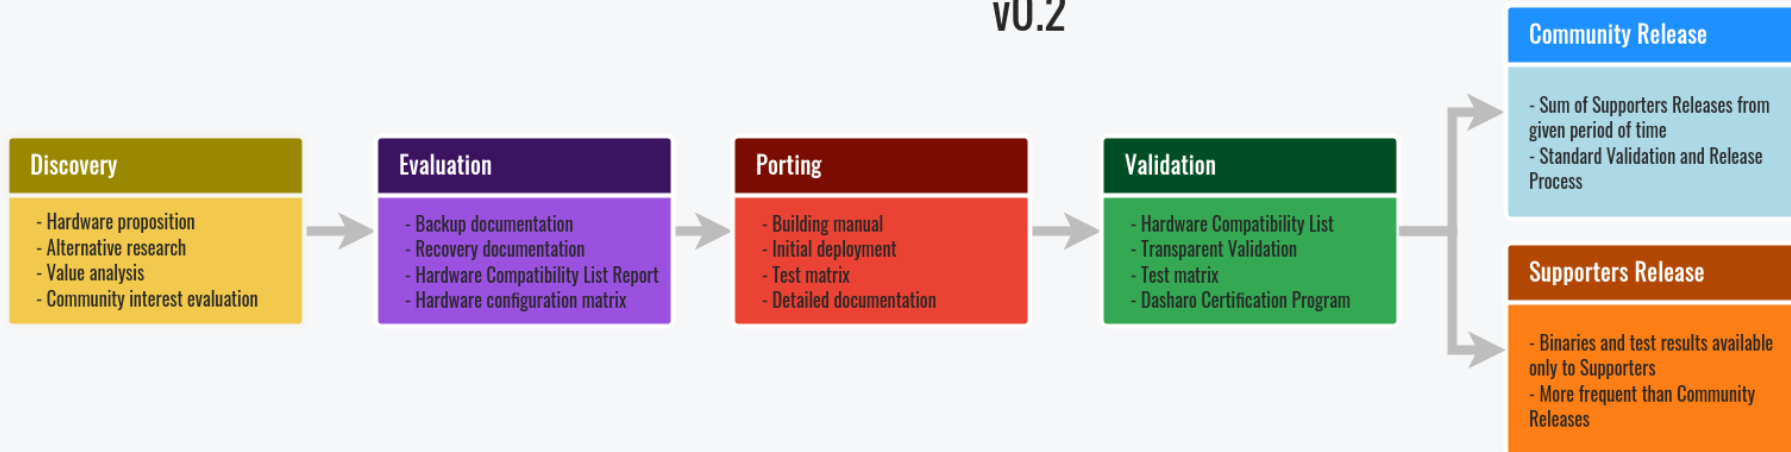 v0.2
Discovery
- Hardware proposition
- Alternative research
- Value analysis
- Community interest evaluation
Evaluation
- Backup documentation
- Recovery documentation
- Hardware Compatibility List Report
- Hardware configuration matrix
Porting
- Building manual
- Initial deployment
- Test matrix
- Detailed documentation
Validation
- Hardware Compatibility List
- Transparent Validation
- Test matrix
- Dasharo Certification Program
Community Release
- Sum of Supporters Releases from
given period of time
- Standard Validation and Release
Process
Supporters Release
- Binaries and test results available
only to Supporters
- More frequent than Community
Releases